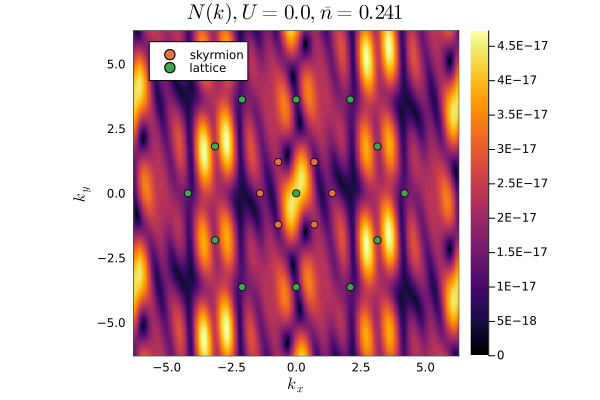 N(k), U = 0.0, n̄ = 0.241
skyrmion
lattice
5.0
2.5
0.0
−2.5
−5.0
k_y
−5.0 −2.5 0.0 2.5 5.0
k_x
4.5E−17
4E−17
3.5E−17
3E−17
2.5E−17
2E−17
1.5E−17
1E−17
5E−18
0